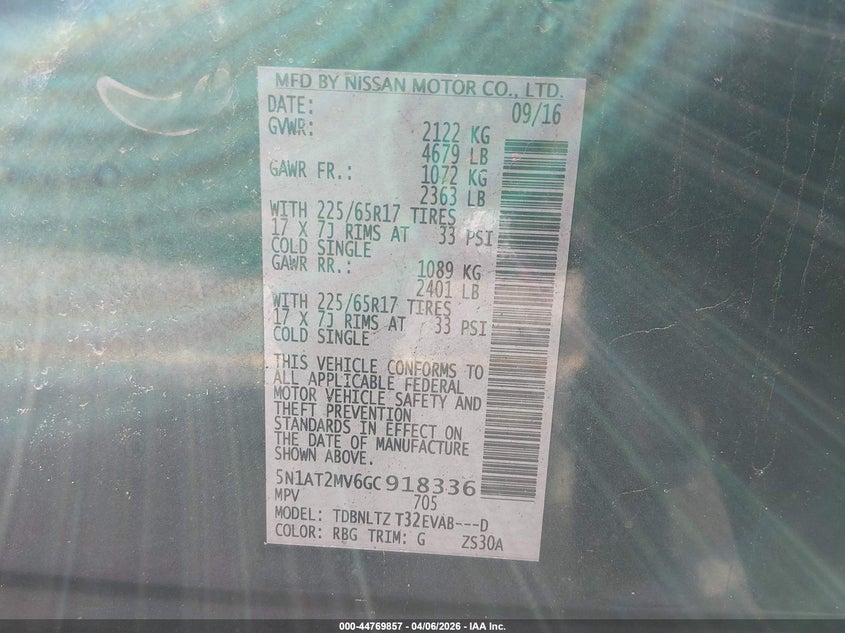 MFD BY NISSAN MOTOR CO., LTD.
DATE: 09/16
GVWR: 2122 KG
4679 LB
GAWR FR.: 1072 KG
2363 LB
WITH 225/65R17 TIRES
17 X 7J RIMS AT 33 PSI
COLD SINGLE
GAWR RR.: 1089 KG
2401 LB
WITH 225/65R17 TIRES
17 X 7J RIMS AT 33 PSI
COLD SINGLE
THIS VEHICLE CONFORMS TO
ALL APPLICABLE FEDERAL
MOTOR VEHICLE SAFETY AND
THEFT PREVENTION
STANDARDS IN EFFECT ON
THE DATE OF MANUFACTURE
SHOWN ABOVE.
5N1AT2MV6GC918336
MPV 705
MODEL: TDBNLTZ T32EVAB---D
COLOR: RBG TRIM: G ZS30A
000-44769857 - 04/06/2026 - IAA Inc.